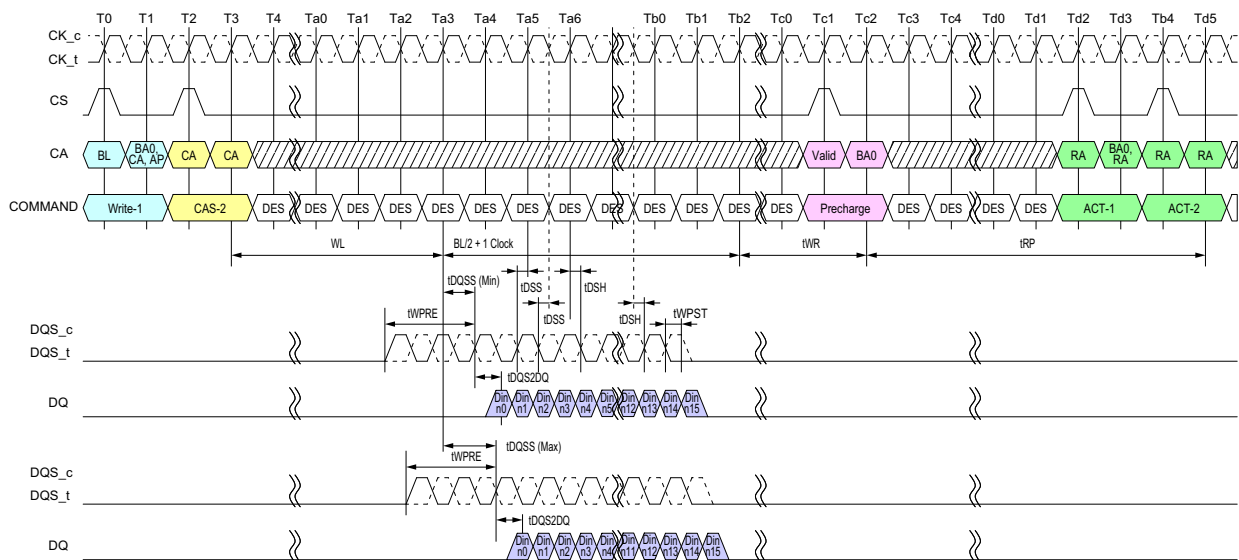 T0 T1 T2 T3 T4 Ta0 Ta1 Ta2 Ta3 Ta4 Ta5 Ta6 Tb0 Tb1 Tb2 Tc0 Tc1 Tc2 Tc3 Tc4 Td0 Td1 Td2 Td3 Tb4 Td5
CK_c
CK_t
CS
CA BL BA0, CA, AP CA CA Valid BA0 RA BA0, RA RA RA
COMMAND Write-1 CAS-2 DES DES DES DES DES DES DES DES DES DES DES DES DES DES Precharge DES DES DES DES ACT-1 ACT-2
WL BL/2 + 1 Clock tWR tRP
tDQSS (Min) tDSS tDSH
tWPRE tDSS tDSH tWPST
DQS_c
DQS_t
tDQS2DQ
DQ Din n0 Din n1 Din n2 Din n3 Din n4 Din n5 Din n12 Din n13 Din n14 Din n15
tDQSS (Max)
tWPRE
DQS_c
DQS_t
tDQS2DQ
DQ Din n0 Din n1 Din n2 Din n3 Din n4 Din n11 Din n12 Din n13 Din n14 Din n15